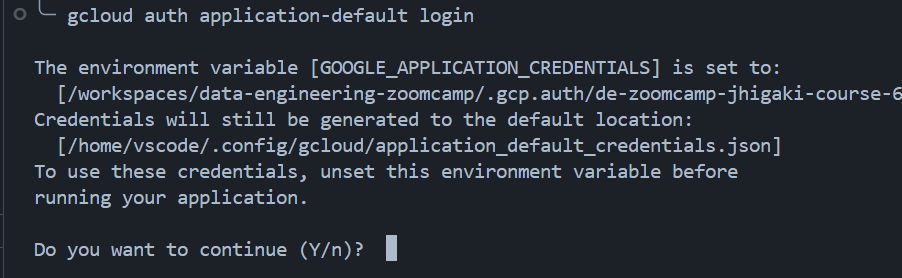 gcloud auth application-default login
The environment variable [GOOGLE_APPLICATION_CREDENTIALS] is set to:
[/workspaces/data-engineering-zoomcamp/.gcp.auth/de-zoomcamp-jhigaki-course-6
Credentials will still be generated to the default location:
[/home/vscode/.config/gcloud/application_default_credentials.json]
To use these credentials, unset this environment variable before
running your application.
Do you want to continue (Y/n)?